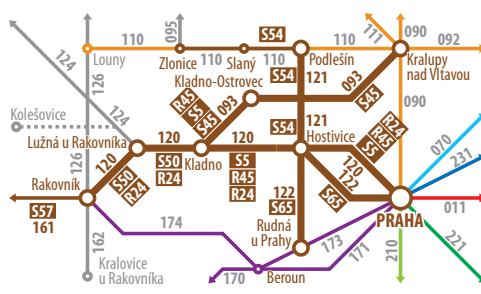 095
S54
111
090
110
110
110
110
092
Louny
Zlonice
Slaný
Podlešín
Kralupy
nad Vltavou
124
126
Kladno-Ostrovec
S54
121
093
S45
090
R45
S5
S45
093
Kolešovice
124
121
S54
Hostivice
R24
R45
S5
Lužná u Rakovníka
120
120
070
126
120
S50
R24
Kladno
S5
R45
R24
120
122
231
S50
R24
Rakovník
122
S65
S65
PRAHA
011
S57
161
174
Rudná
u Prahy
173
171
210
221
162
Kralovice
u Rakovníka
170
Beroun